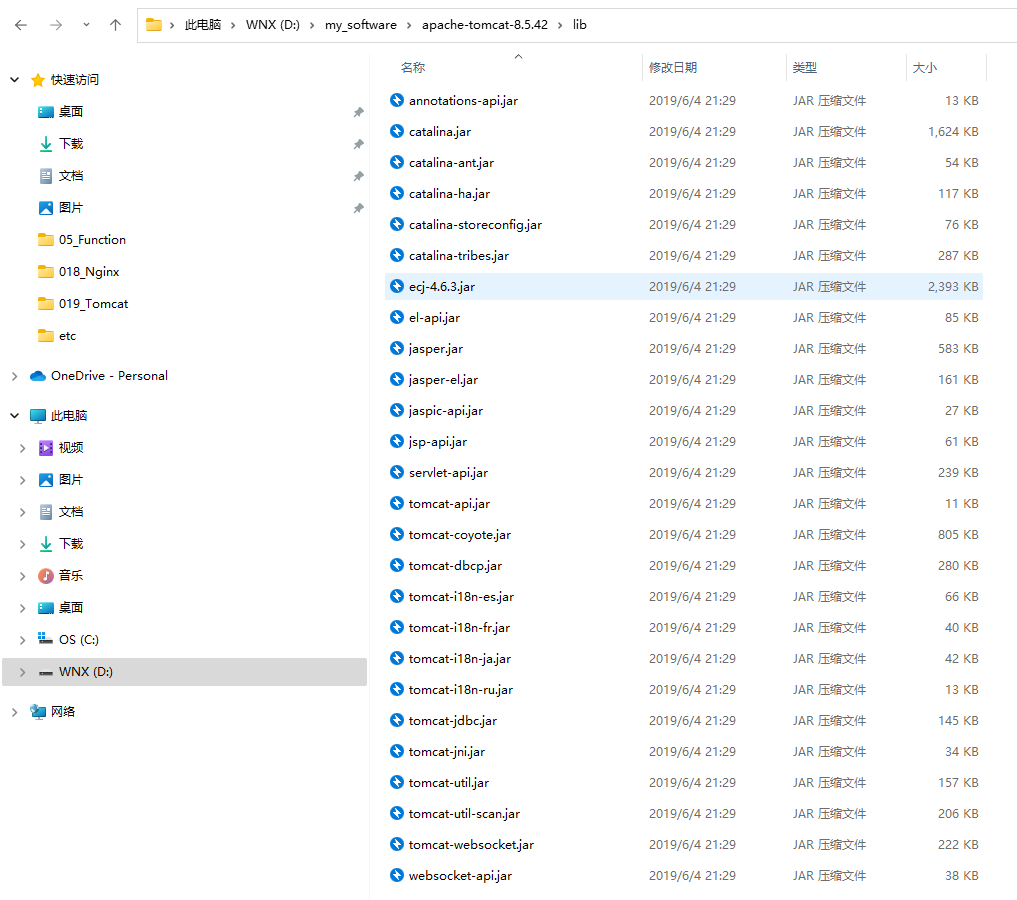 此电脑 WNX (D:) my_software apache-tomcat-8.5.42 lib
快速访问
桌面
下载
文档
图片
05_Function
018_Nginx
019_Tomcat
etc
OneDrive - Personal
此电脑
视频
图片
文档
下载
音乐
桌面
OS (C:)
WNX (D:)
网络
名称 修改日期 类型 大小
annotations-api.jar 2019/6/4 21:29 JAR 压缩文件 13 KB
catalina.jar 2019/6/4 21:29 JAR 压缩文件 1,624 KB
catalina-ant.jar 2019/6/4 21:29 JAR 压缩文件 54 KB
catalina-ha.jar 2019/6/4 21:29 JAR 压缩文件 117 KB
catalina-storeconfig.jar 2019/6/4 21:29 JAR 压缩文件 76 KB
catalina-tribes.jar 2019/6/4 21:29 JAR 压缩文件 287 KB
ecj-4.6.3.jar 2019/6/4 21:29 JAR 压缩文件 2,393 KB
el-api.jar 2019/6/4 21:29 JAR 压缩文件 85 KB
jasper.jar 2019/6/4 21:29 JAR 压缩文件 583 KB
jasper-el.jar 2019/6/4 21:29 JAR 压缩文件 161 KB
jaspic-api.jar 2019/6/4 21:29 JAR 压缩文件 27 KB
jsp-api.jar 2019/6/4 21:29 JAR 压缩文件 61 KB
servlet-api.jar 2019/6/4 21:29 JAR 压缩文件 239 KB
tomcat-api.jar 2019/6/4 21:29 JAR 压缩文件 11 KB
tomcat-coyote.jar 2019/6/4 21:29 JAR 压缩文件 805 KB
tomcat-dbcp.jar 2019/6/4 21:29 JAR 压缩文件 280 KB
tomcat-i18n-es.jar 2019/6/4 21:29 JAR 压缩文件 66 KB
tomcat-i18n-fr.jar 2019/6/4 21:29 JAR 压缩文件 40 KB
tomcat-i18n-ja.jar 2019/6/4 21:29 JAR 压缩文件 42 KB
tomcat-i18n-ru.jar 2019/6/4 21:29 JAR 压缩文件 13 KB
tomcat-jdbc.jar 2019/6/4 21:29 JAR 压缩文件 145 KB
tomcat-jni.jar 2019/6/4 21:29 JAR 压缩文件 34 KB
tomcat-util.jar 2019/6/4 21:29 JAR 压缩文件 157 KB
tomcat-util-scan.jar 2019/6/4 21:29 JAR 压缩文件 206 KB
tomcat-websocket.jar 2019/6/4 21:29 JAR 压缩文件 222 KB
websocket-api.jar 2019/6/4 21:29 JAR 压缩文件 38 KB